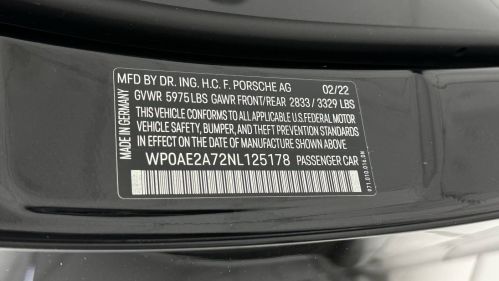 MFD BY DR. ING. H.C. F. PORSCHE AG 02/22
GVWR 5975 LBS GAWR FRONT/REAR 2833 / 3329 LBS
THIS VEHICLE CONFORMS TO ALL
APPLICABLE U.S. FEDERAL MOTOR
VEHICLE SAFETY, BUMPER, AND THEFT
PREVENTION STANDARDS
IN EFFECT ON THE DATE
OF MANUFACTURE SHOWN ABOVE
WP0AE2A72NL125178 PASSENGER CAR
MADE IN GERMANY